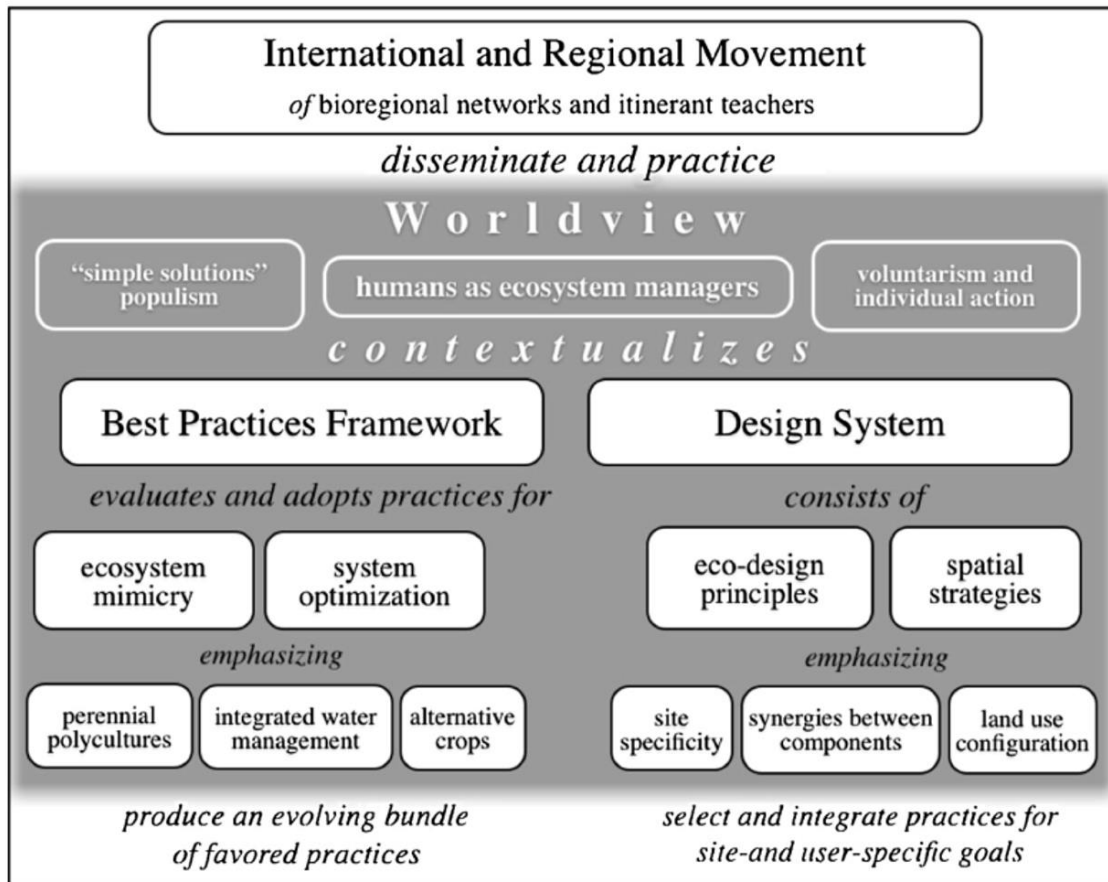 International and Regional Movement
of bioregional networks and itinerant teachers
disseminate and practice
Worldview
“simple solutions”
populism
humans as ecosystem managers
voluntarism and
individual action
contextualizes
Best Practices Framework
Design System
evaluates and adopts practices for
consists of
ecosystem
mimicry
system
optimization
eco-design
principles
spatial
strategies
emphasizing
emphasizing
perennial
polycultures
integrated water
management
alternative
crops
site
specificity
synergies between
components
land use
configuration
produce an evolving bundle
of favored practices
select and integrate practices for
site-and user-specific goals